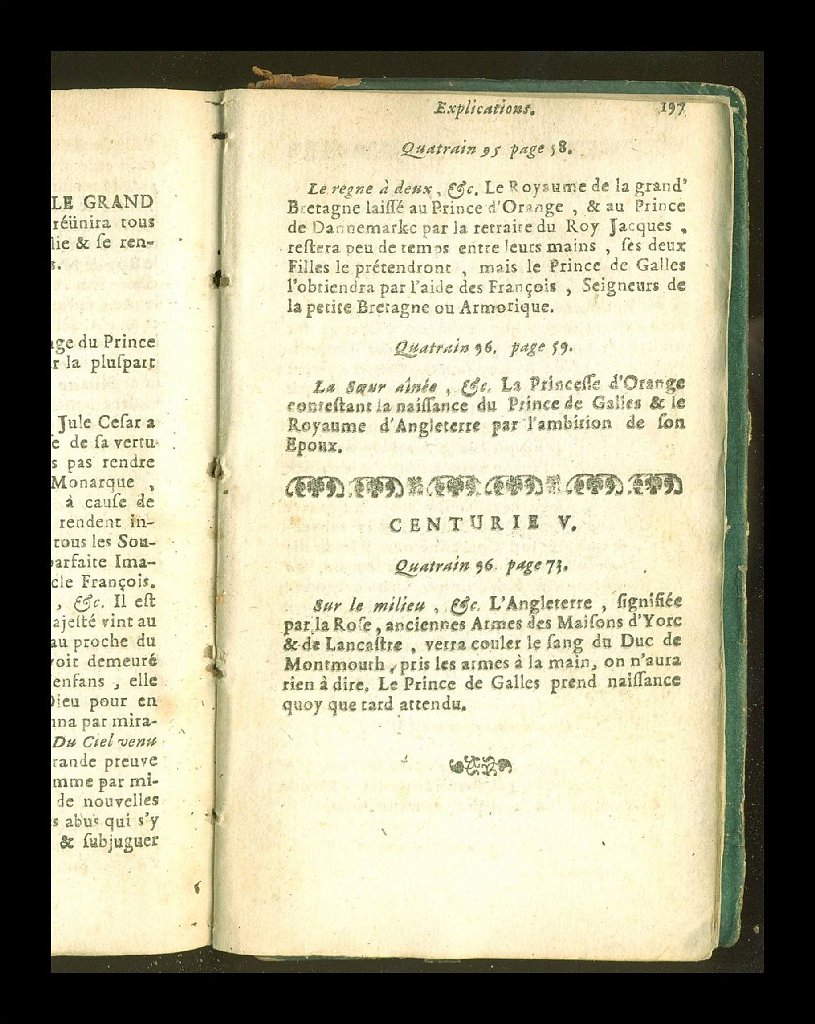 LE GRAND
réünira tous
lie & ſe ren-
s.
age du Prince
r la pluſpart
Jule Ceſar a
e de ſa vertu
s pas rendre
Monarque ,
à cauſe de
rendent in-
tous les Sou-
parfaite Ima-
cle François.
, &c. Il eſt
ajeſté vint au
au proche du
voit demeuré
enfans , elle
Dieu pour en
nna par mira-
Du Ciel venu
rande preuve
mme par mi-
de nouvelles
s abus qui s'y
& ſubjuguer
Explications. 197
Quatrain 95 page 58.
Le regne à deux , &c. Le Royaume de la grand'
Bretagne laiſſé au Prince d'Orange , & au Prince
de Dannemarkc par la retraite du Roy Jacques ,
reſtera peu de temps entre leurs mains , ſes deux
Filles le prétendront , mais le Prince de Galles
l'obtiendra par l'aide des François , Seigneurs de
la petite Bretagne ou Armorique.
Quatrain 96. page 59.
La Sœur aînée , &c. La Princeſſe d'Orange
conteſtant la naiſſance du Prince de Galles & le
Royaume d'Angleterre par l'ambition de ſon
Epoux.
CENTURIE V.
Quatrain 96. page 73.
Sur le milieu , &c. L'Angleterre , ſignifiée
par la Roſe , anciennes Armes des Maiſons d'Yorc
& de Lancaſtre , verra couler le ſang du Duc de
Montmouth , pris les armes à la main, on n'aura
rien à dire. Le Prince de Galles prend naiſſance
quoy que tard attendu.